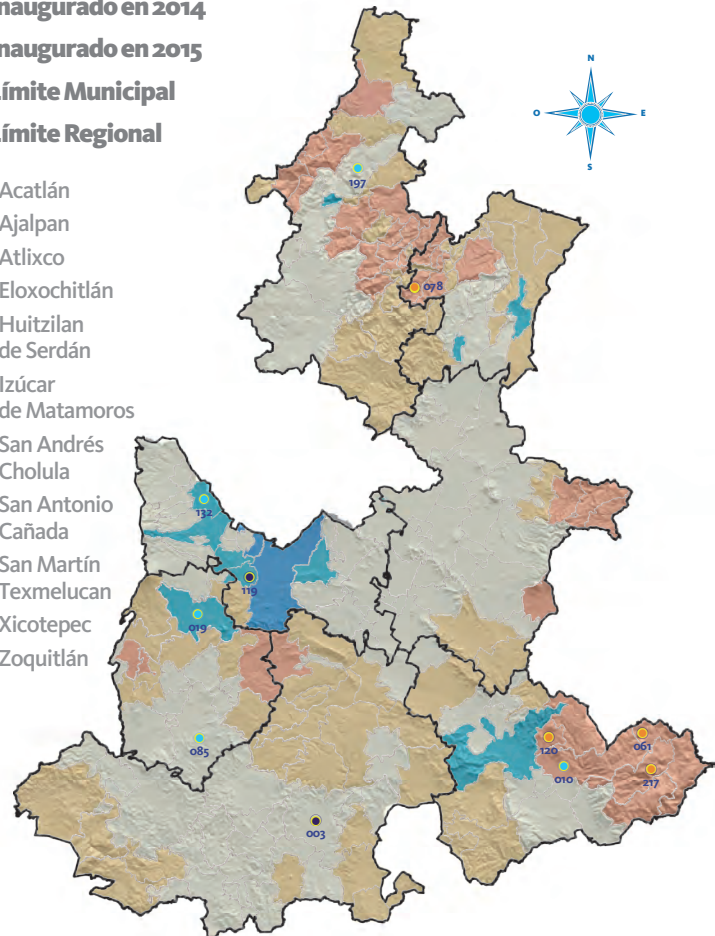 naugurado en 2014
naugurado en 2015
ímite Municipal
ímite Regional
Acatlán
Ajalpan
Atlixco
Eloxochitlán
Huitzilan
de Serdán
Izúcar
de Matamoros
San Andrés
Cholula
San Antonio
Cañada
San Martín
Texmelucan
Xicotepec
Zoquitlán
N
O
E
S
197
078
132
119
019
085
120
061
010
217
003